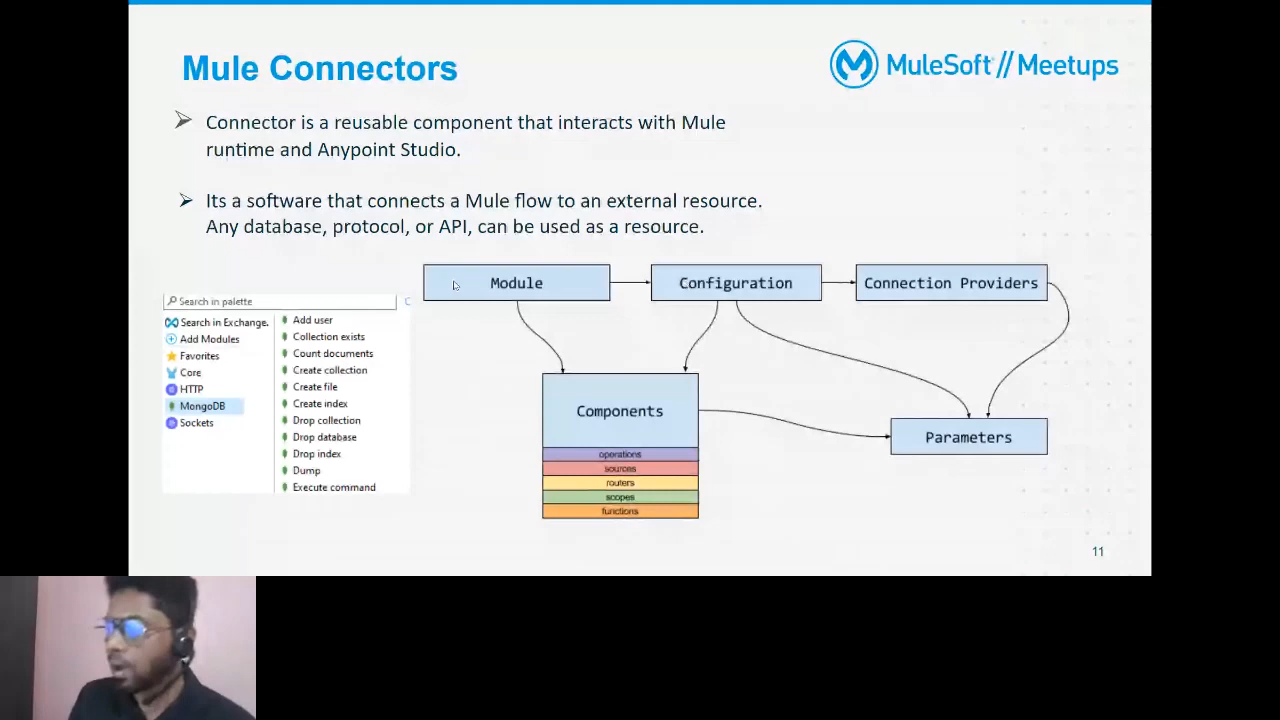 Mule Connectors
MuleSoft // Meetups
Connector is a reusable component that interacts with Mule
runtime and Anypoint Studio.
Its a software that connects a Mule flow to an external resource.
Any database, protocol, or API, can be used as a resource.
Module
Configuration
Connection Providers
Search in palette
Search in Exchange.
Add Modules
Favorites
Core
HTTP
MongoDB
Sockets
Add user
Collection exists
Count documents
Create collection
Create file
Create index
Drop collection
Drop database
Drop index
Dump
Execute command
Components
operations
sources
routers
scopes
functions
Parameters
11